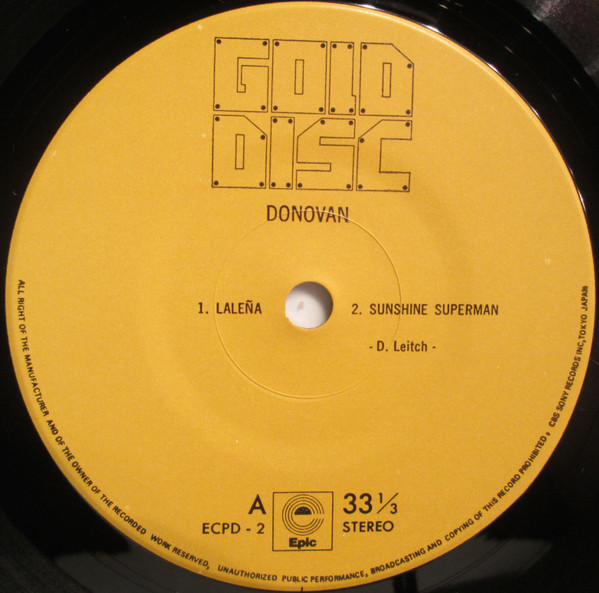 GOLD
DISC
DONOVAN
1. LALEÑA
2. SUNSHINE SUPERMAN
- D. Leitch -
A
ECPD - 2
Epic
33 1/3
STEREO
ALL RIGHT OF THE MANUFACTURER AND OF THE OWNER OF THE RECORDED WORK RESERVED, UNAUTHORIZED PUBLIC PERFORMANCE, BROADCASTING AND COPYING OF THIS RECORD PROHIBITED, CBS SONY RECORDS INC, TOKYO JAPAN